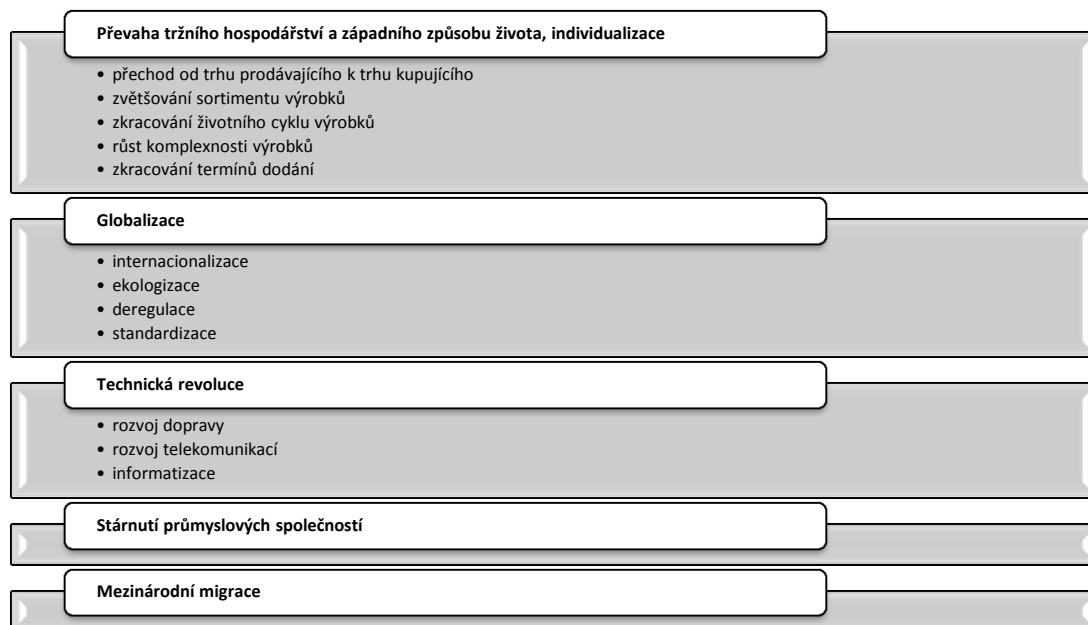 Převaha tržního hospodářství a západního způsobu života, individualizace
• přechod od trhu prodávajícího k trhu kupujícího
• zvětšování sortimentu výrobků
• zkracování životního cyklu výrobků
• růst komplexnosti výrobků
• zkracování termínů dodání
Globalizace
• internacionalizace
• ekologizace
• deregulace
• standardizace
Technická revoluce
• rozvoj dopravy
• rozvoj telekomunikací
• informatizace
Stárnutí průmyslových společností
Mezinárodní migrace